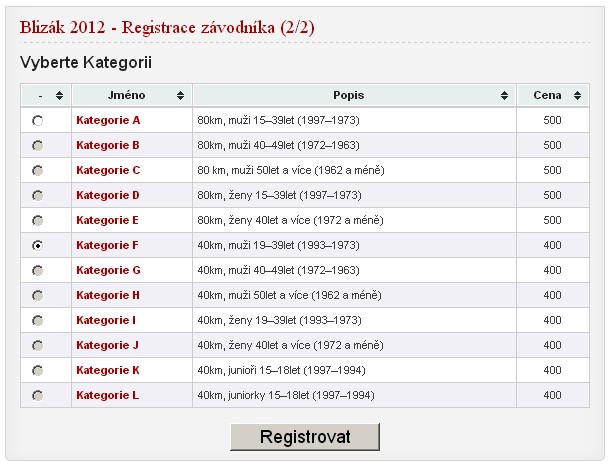 Blizák 2012 - Registrace závodníka (2/2)
Vyberte Kategorii
- Jméno Popis Cena
Kategorie A 80km, muži 15–39let (1997–1973) 500
Kategorie B 80km, muži 40–49let (1972–1963) 500
Kategorie C 80 km, muži 50let a více (1962 a méně) 500
Kategorie D 80km, ženy 15–39let (1997–1973) 500
Kategorie E 80km, ženy 40let a více (1972 a méně) 500
Kategorie F 40km, muži 19–39let (1993–1973) 400
Kategorie G 40km, muži 40–49let (1972–1963) 400
Kategorie H 40km, muži 50let a více (1962 a méně) 400
Kategorie I 40km, ženy 19–39let (1993–1973) 400
Kategorie J 40km, ženy 40let a více (1972 a méně) 400
Kategorie K 40km, junioři 15–18let (1997–1994) 400
Kategorie L 40km, juniorky 15–18let (1997–1994) 400
Registrovat